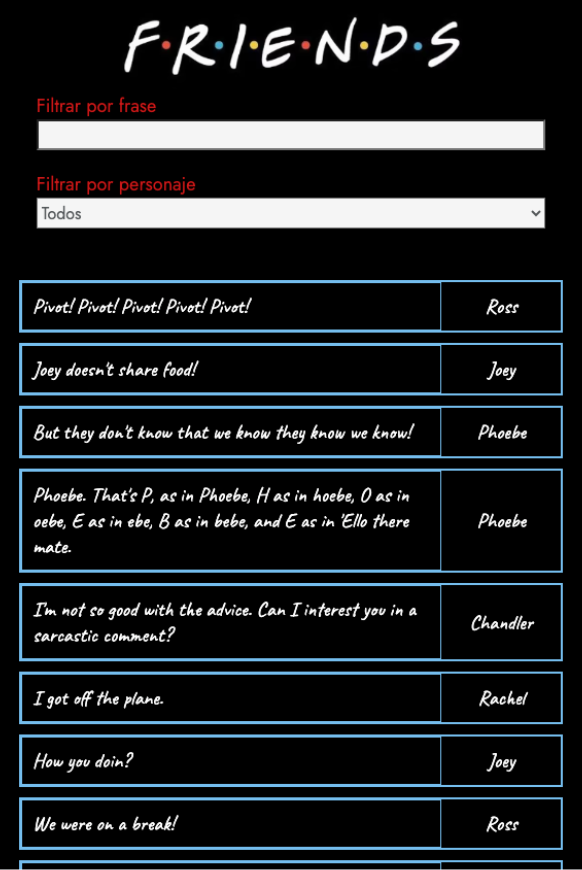 F·R·I·E·N·D·S
Filtrar por frase
Filtrar por personaje
Todos
Pivot! Pivot! Pivot! Pivot! Pivot!
Ross
Joey doesn't share food!
Joey
But they don't know that we know they know we know!
Phoebe
Phoebe. That's P, as in Phoebe, H as in hoebe, O as in
oebe, E as in ebe, B as in bebe, and E as in 'Ello there
mate.
Phoebe
I'm not so good with the advice. Can I interest you in a
sarcastic comment?
Chandler
I got off the plane.
Rachel
How you doin?
Joey
We were on a break!
Ross